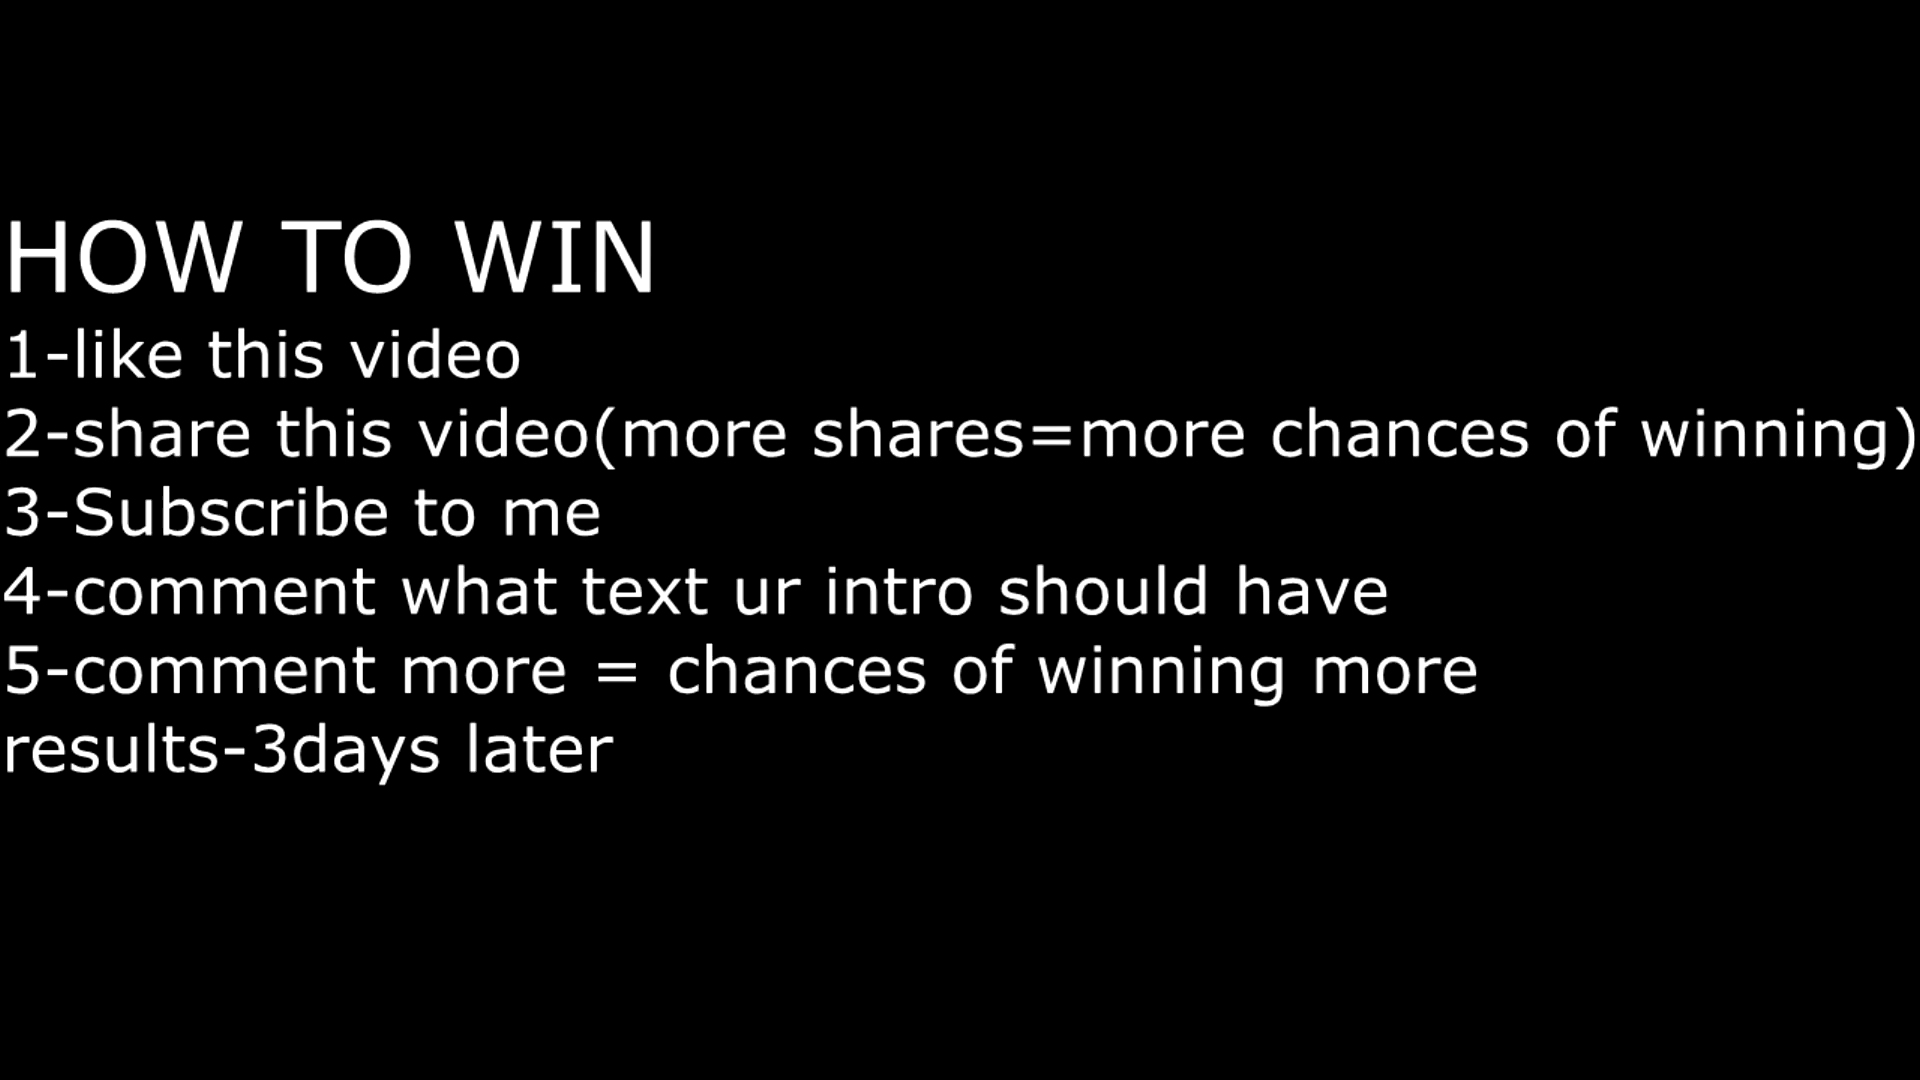 HOW TO WIN
1-like this video
2-share this video(more shares=more chances of winning)
3-Subscribe to me
4-comment what text ur intro should have
5-comment more = chances of winning more
results-3days later